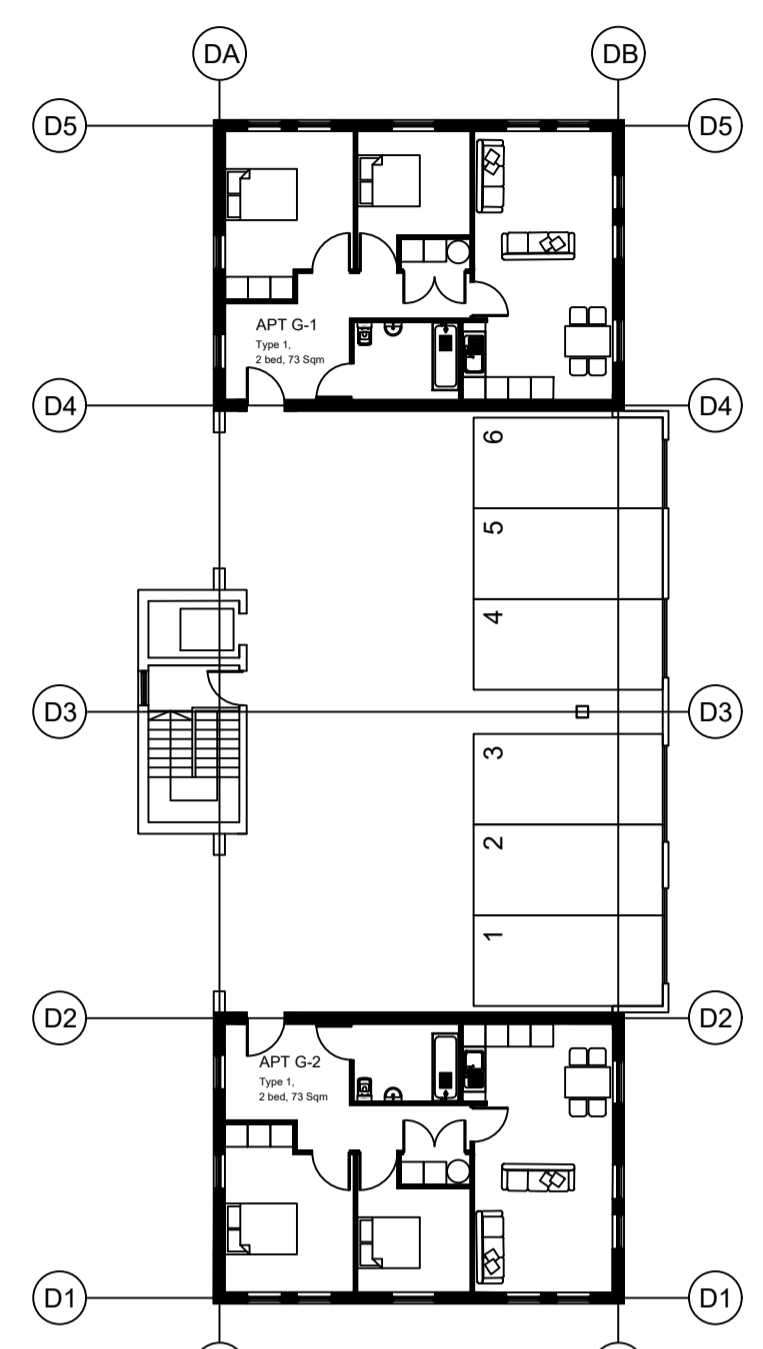 DA
DB
D5
D5
APT G-1
Type 1,
2 bed, 73 Sqm
D4
D4
6
5
4
D3
D3
3
2
1
D2
D2
APT G-2
Type 1,
2 bed, 73 Sqm
D1
D1